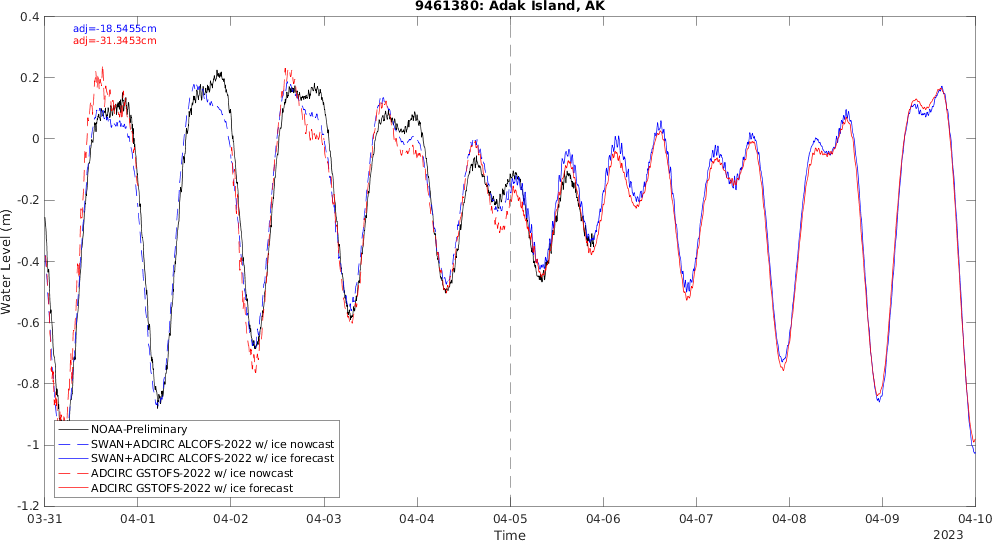 9461380: Adak Island, AK
adj=-18.5455cm
adj=-31.3453cm
0.4
0.2
0
-0.2
-0.4
-0.6
-0.8
-1
-1.2
Water Level (m)
NOAA-Preliminary
SWAN+ADCIRC ALCOFS-2022 w/ ice nowcast
SWAN+ADCIRC ALCOFS-2022 w/ ice forecast
ADCIRC GSTOFS-2022 w/ ice nowcast
ADCIRC GSTOFS-2022 w/ ice forecast
03-31 04-01 04-02 04-03 04-04 04-05 04-06 04-07 04-08 04-09 04-10
Time
2023